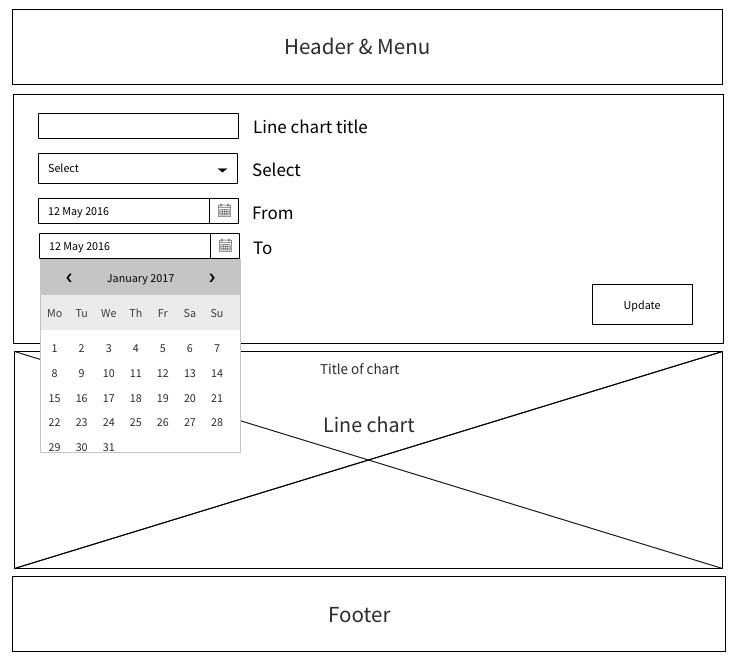 Header & Menu
Line chart title
Select Select
12 May 2016 From
12 May 2016 To
‹ January 2017 ›
Mo Tu We Th Fr Sa Su
1 2 3 4 5 6 7
8 9 10 11 12 13 14
15 16 17 18 19 20 21
22 23 24 25 26 27 28
29 30 31
Update
Title of chart
Line chart
Footer